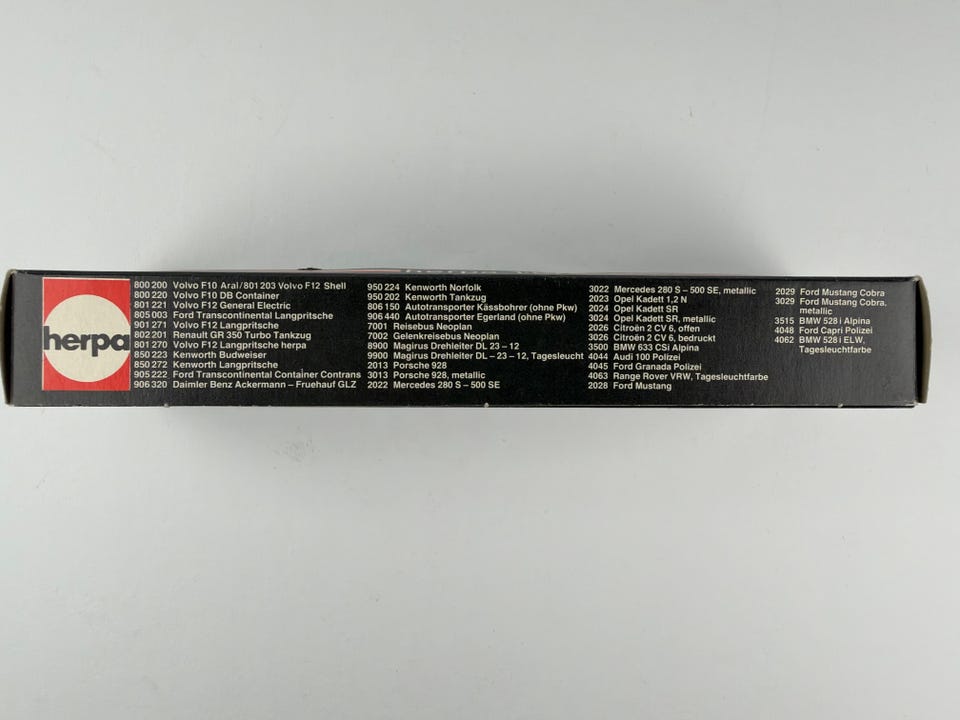 herpa
800 200 Volvo F10 Aral/801 203 Volvo F12 Shell
800 220 Volvo F10 DB Container
801 221 Volvo F12 General Electric
805 003 Ford Transcontinental Langpritsche
901 271 Volvo F12 Langpritsche
802 201 Renault GR 350 Turbo Tankzug
801 270 Volvo F12 Langpritsche herpa
850 223 Kenworth Budweiser
850 272 Kenworth Langpritsche
905 222 Ford Transcontinental Container Contrans
906 320 Daimler Benz Ackermann – Fruehauf GLZ
950 224 Kenworth Norfolk
950 202 Kenworth Tankzug
806 150 Autotransporter Kässbohrer (ohne Pkw)
906 440 Autotransporter Egerland (ohne Pkw)
7001 Reisebus Neoplan
7002 Gelenkreisebus Neoplan
8900 Magirus Drehleiter DL 23 – 12
9900 Magirus Drehleiter DL – 23 – 12, Tagesleucht
2013 Porsche 928
3013 Porsche 928, metallic
2022 Mercedes 280 S – 500 SE
3022 Mercedes 280 S – 500 SE, metallic
2023 Opel Kadett 1,2 N
2024 Opel Kadett SR
3024 Opel Kadett SR, metallic
2026 Citroën 2 CV 6, offen
3026 Citroën 2 CV 6, bedruckt
3500 BMW 633 CSi Alpina
4044 Audi 100 Polizei
4045 Ford Granada Polizei
4063 Range Rover VRW, Tagesleuchtfarbe
2028 Ford Mustang
2029 Ford Mustang Cobra
3029 Ford Mustang Cobra,
metallic
3515 BMW 528 i Alpina
4048 Ford Capri Polizei
4062 BMW 528 i ELW,
Tagesleuchtfarbe